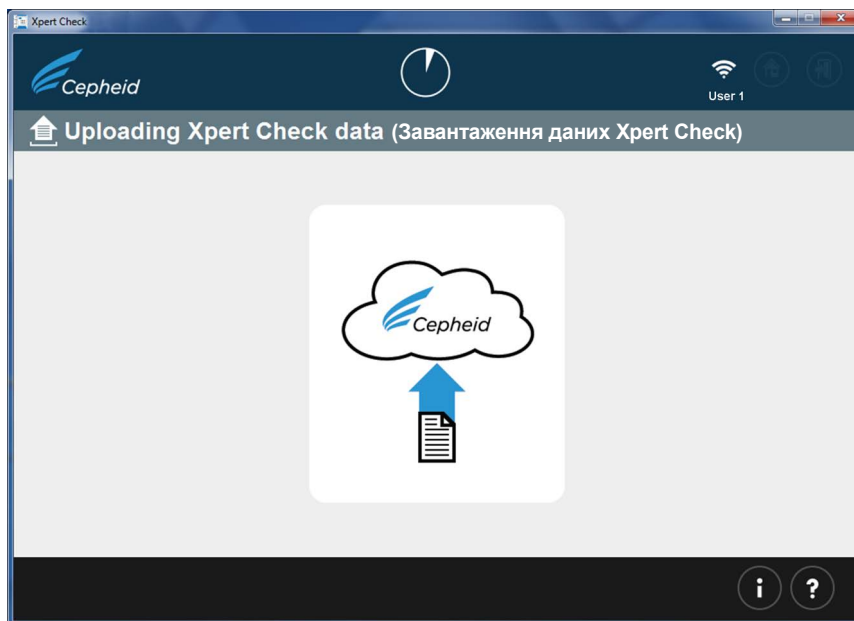 Xpert Check
Cepheid
User 1
Uploading Xpert Check data (Завантаження даних Xpert Check)
Cepheid
i ?